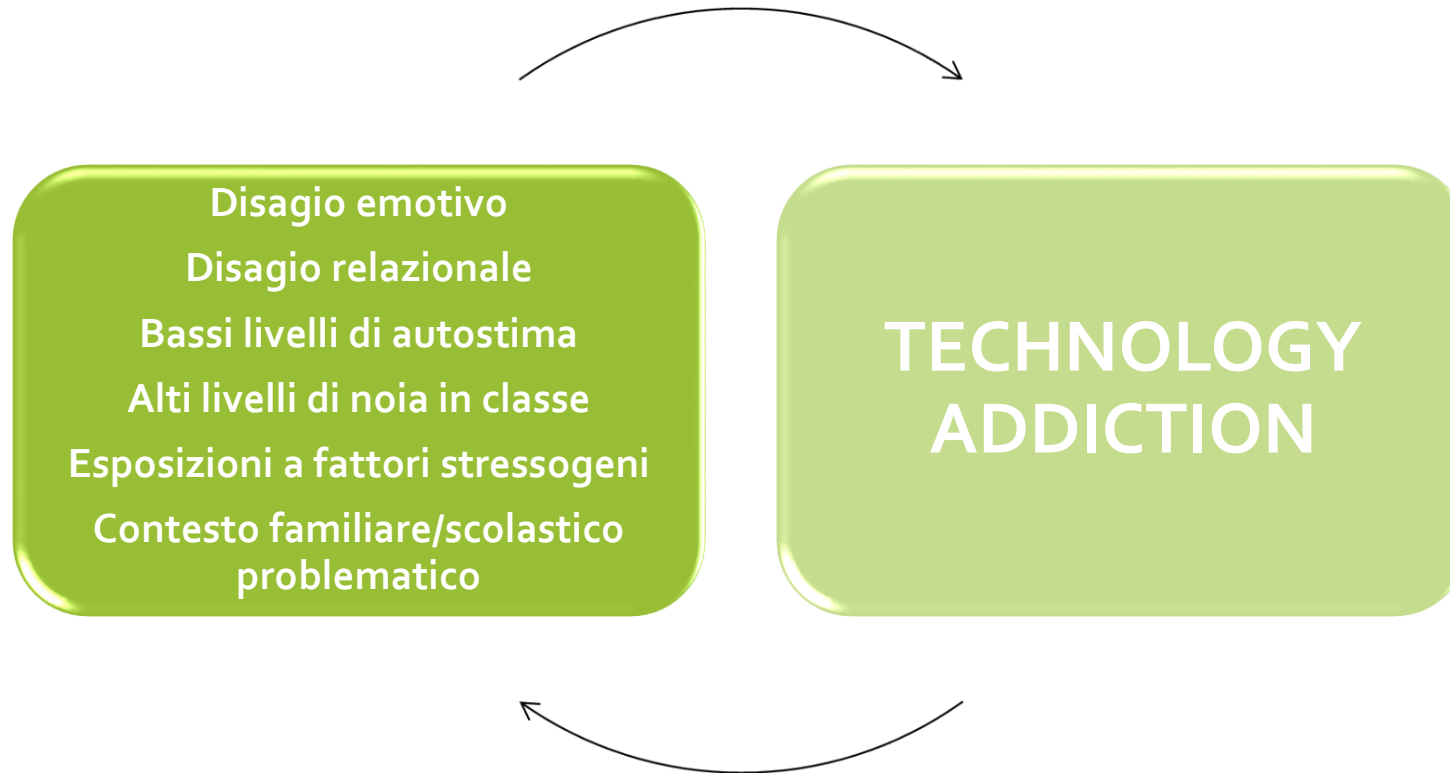 Disagio emotivo
Disagio relazionale
Bassi livelli di autostima
Alti livelli di noia in classe
Esposizioni a fattori stressogeni
Contesto familiare/scolastico
problematico
TECHNOLOGY
ADDICTION